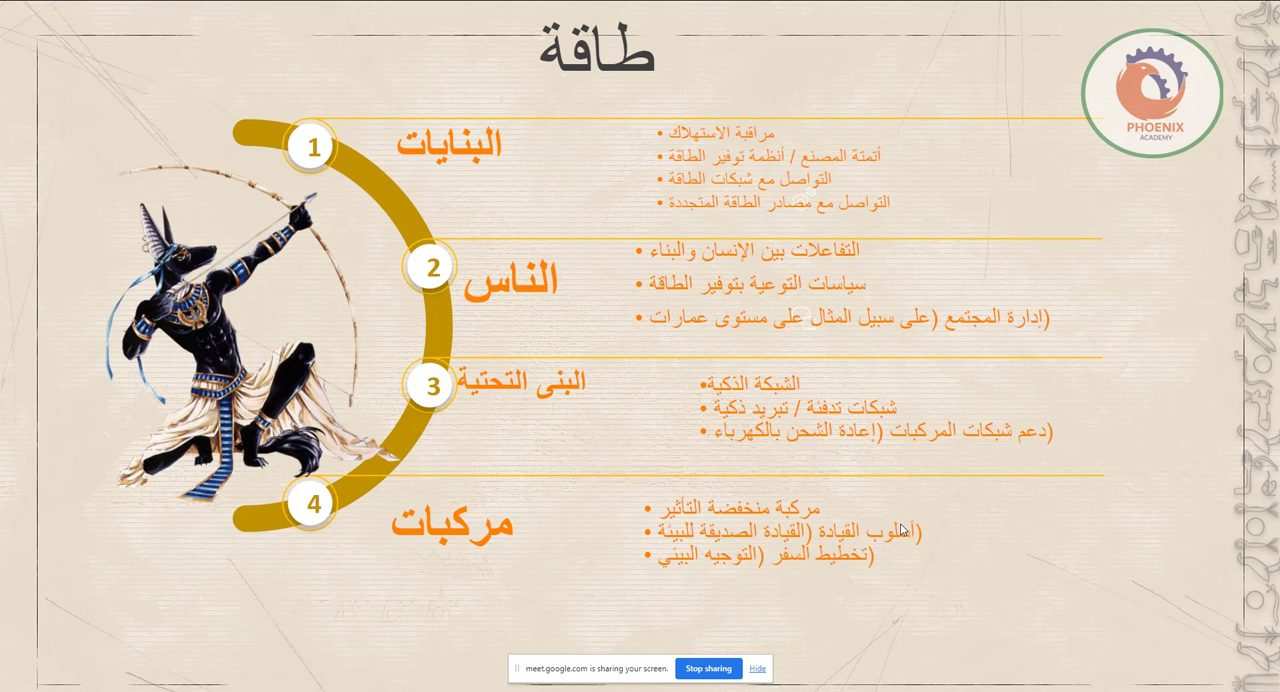 طاقة
PHOENIX
ACADEMY
1
البنايات
• مراقبة الاستهلاك
• أتمتة المصنع / أنظمة توفير الطاقة
• التواصل مع شبكات الطاقة
• التواصل مع مصادر الطاقة المتجددة
2
الناس
• التفاعلات بين الإنسان والبناء
• سياسات التوعية بتوفير الطاقة
• إدارة المجتمع (على سبيل المثال على مستوى عمارات)
3
البنى التحتية
• الشبكة الذكية
• شبكات تدفئة / تبريد ذكية
• دعم شبكات المركبات (إعادة الشحن بالكهرباء)
4
مركبات
• مركبة منخفضة التأثير
• أسلوب القيادة (القيادة الصديقة للبيئة)
• تخطيط السفر (التوجيه البيئي)
meet.google.com is sharing your screen.
Stop sharing
Hide